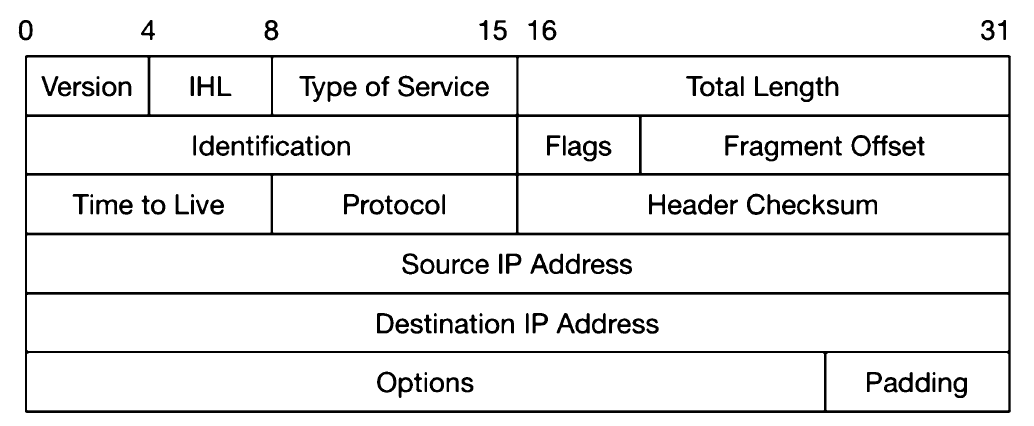 0 4 8 15 16 31
Version IHL Type of Service Total Length
Identification Flags Fragment Offset
Time to Live Protocol Header Checksum
Source IP Address
Destination IP Address
Options Padding